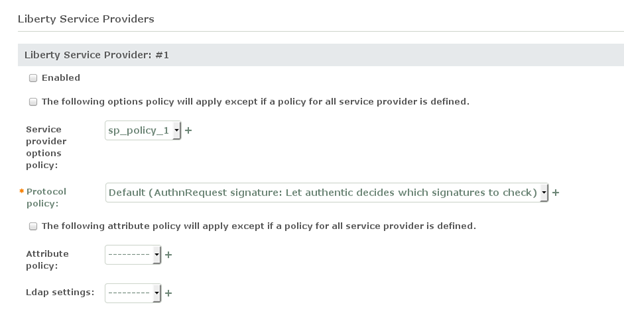 Liberty Service Providers
Liberty Service Provider: #1
Enabled
The following options policy will apply except if a policy for all service provider is defined.
Service
provider
options
policy:
sp_policy_1 +
Protocol
policy:
Default (AuthnRequest signature: Let authentic decides which signatures to check) +
The following attribute policy will apply except if a policy for all service provider is defined.
Attribute
policy:
--------- +
Ldap settings: --------- +